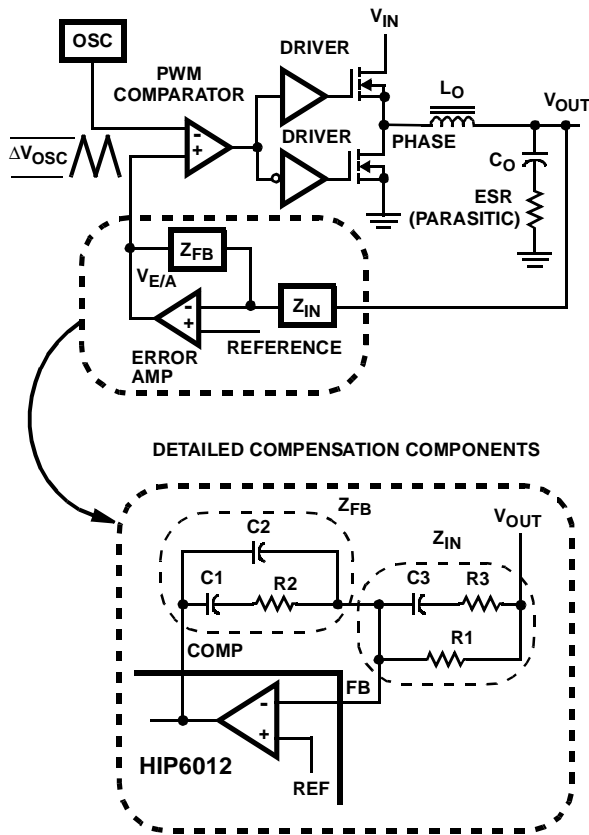 OSC
PWM
COMPARATOR
DRIVER
V_IN
L_O
V_OUT
DRIVER
PHASE
C_O
ESR
(PARASITIC)
ΔV_OSC
-
+
Z_FB
V_E/A
-
+
Z_IN
REFERENCE
ERROR
AMP
DETAILED COMPENSATION COMPONENTS
Z_FB
V_OUT
C2
Z_IN
C1
R2
C3
R3
R1
COMP
FB
-
+
HIP6012
REF